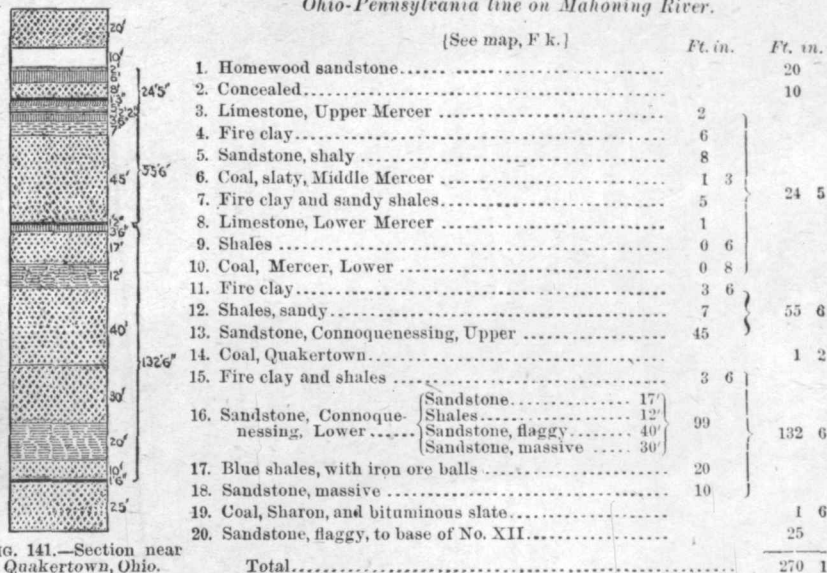 Ohio-Pennsylvania line on Mahoning River.
{See map, F k.}
Ft. in. Ft. in.
1. Homewood sandstone 20
2. Concealed 10
3. Limestone, Upper Mercer 2
4. Fire clay 6
5. Sandstone, shaly 8
6. Coal, slaty, Middle Mercer 1 3
7. Fire clay and sandy shales 5
24 5
8. Limestone, Lower Mercer 1
9. Shales 0 6
10. Coal, Mercer, Lower 0 8
11. Fire clay 3 6
12. Shales, sandy 7
55 6
13. Sandstone, Connoquenessing, Upper 45
14. Coal, Quakertown 1 2
15. Fire clay and shales 3 6
16. Sandstone, Connoque-
nessing, Lower
Sandstone 17'
Shales 12'
Sandstone, flaggy 40'
Sandstone, massive 30'
99
132 6
17. Blue shales, with iron ore balls 20
18. Sandstone, massive 10
19. Coal, Sharon, and bituminous slate 1 6
20. Sandstone, flaggy, to base of No. XII 25
Total 270 1
20'
10'
24'5"
55'6"
45'
17'
12'
40'
132'6"
30'
20'
10'
1'6"
25'
IG. 141.—Section near
Quakertown, Ohio.